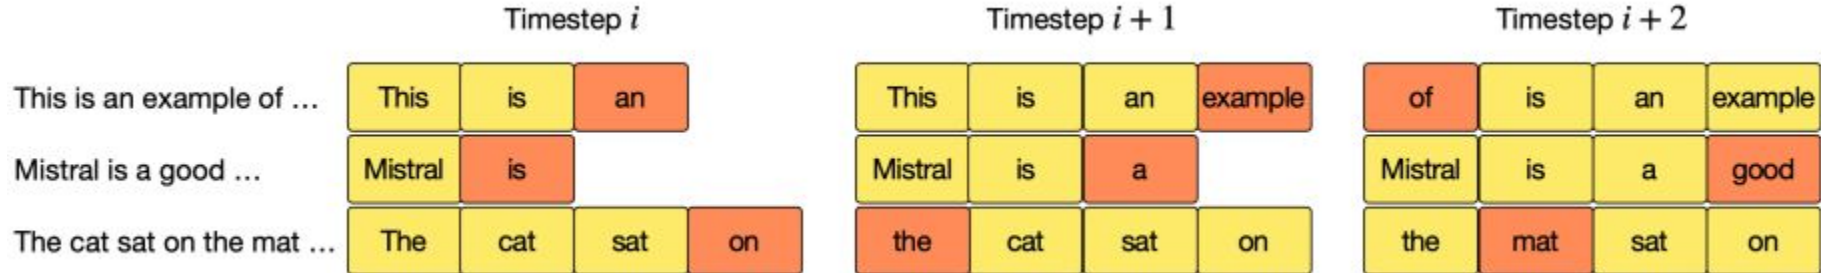 Timestep i Timestep i + 1 Timestep i + 2
This is an example of ... This is an This is an example of is an example
Mistral is a good ... Mistral is Mistral is a Mistral is a good
The cat sat on the mat ... The cat sat on the cat sat on the mat sat on